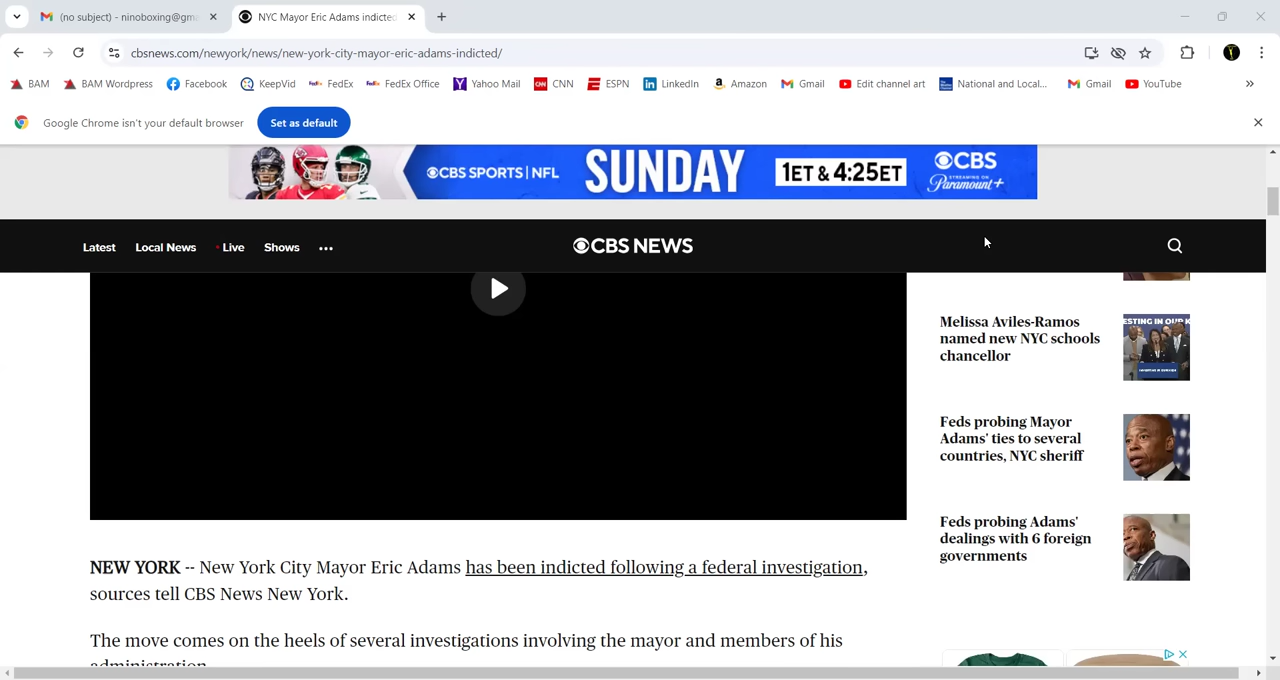 (no subject) - ninoboxing@gma
NYC Mayor Eric Adams indicted
cbsnews.com/newyork/news/new-york-city-mayor-eric-adams-indicted/
BAM
BAM Wordpress
Facebook
KeepVid
FedEx
FedEx Office
Yahoo Mail
CNN
ESPN
LinkedIn
Amazon
Gmail
Edit channel art
National and Local...
Gmail
YouTube
Google Chrome isn't your default browser
Set as default
CBS SPORTS | NFL
SUNDAY
1ET & 4:25ET
CBS
STREAMING ON
Paramount+
Latest
Local News
Live
Shows
CBS NEWS
Melissa Aviles-Ramos
named new NYC schools
chancellor
Feds probing Mayor
Adams' ties to several
countries, NYC sheriff
Feds probing Adams'
dealings with 6 foreign
governments
NEW YORK -- New York City Mayor Eric Adams has been indicted following a federal investigation,
sources tell CBS News New York.
The move comes on the heels of several investigations involving the mayor and members of his
administration.